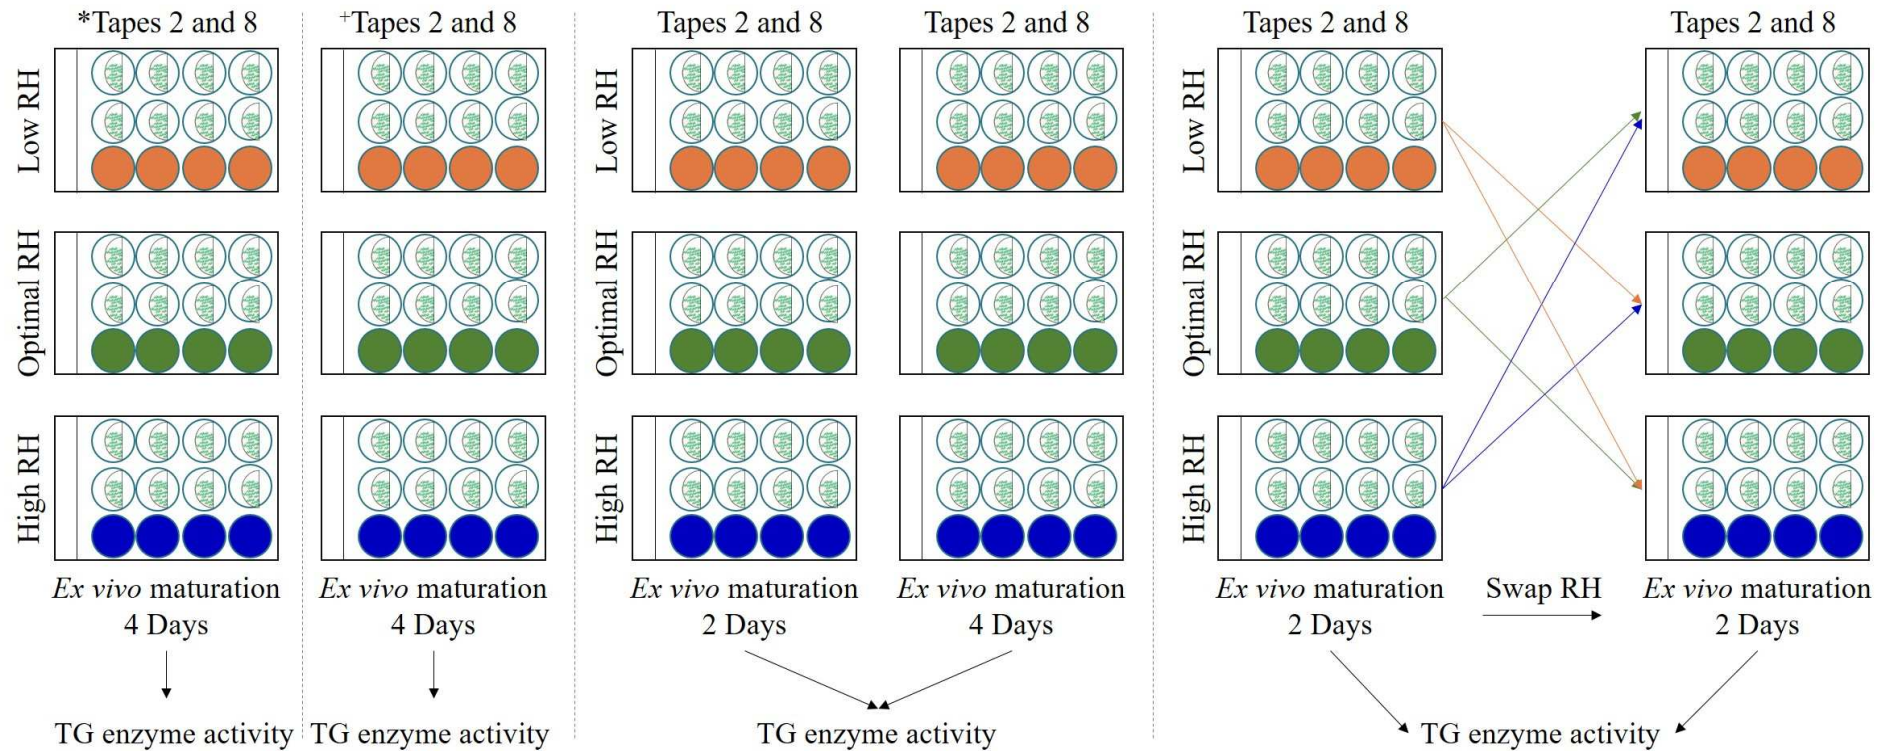 *Tapes 2 and 8
+Tapes 2 and 8
Tapes 2 and 8
Tapes 2 and 8
Tapes 2 and 8
Tapes 2 and 8
Low RH
Low RH
Low RH
Optimal RH
Optimal RH
Optimal RH
High RH
High RH
High RH
Ex vivo maturation
4 Days
Ex vivo maturation
4 Days
Ex vivo maturation
2 Days
Ex vivo maturation
4 Days
Ex vivo maturation
2 Days
Swap RH
Ex vivo maturation
2 Days
TG enzyme activity
TG enzyme activity
TG enzyme activity
TG enzyme activity